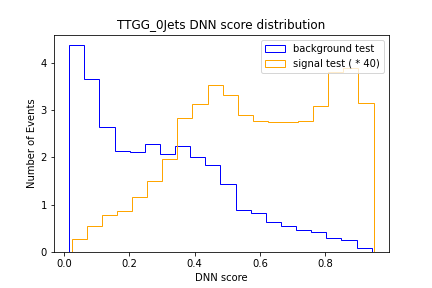 TTGG_0Jets DNN score distribution
background test
signal test ( * 40)
Number of Events
4
3
2
1
0
0.0 0.2 0.4 0.6 0.8
DNN score